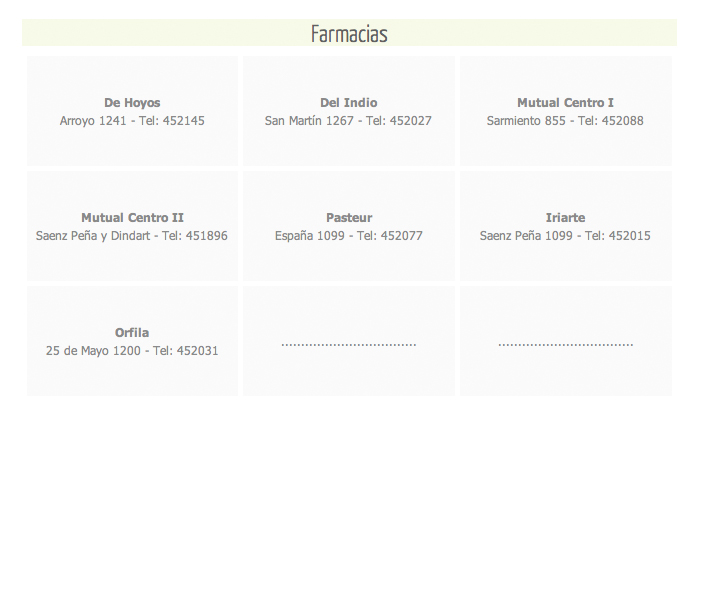 Farmacias
De Hoyos
Arroyo 1241 - Tel: 452145
Del Indio
San Martín 1267 - Tel: 452027
Mutual Centro I
Sarmiento 855 - Tel: 452088
Mutual Centro II
Saenz Peña y Dindart - Tel: 451896
Pasteur
España 1099 - Tel: 452077
Iriarte
Saenz Peña 1099 - Tel: 452015
Orfila
25 de Mayo 1200 - Tel: 452031
..................................
..................................